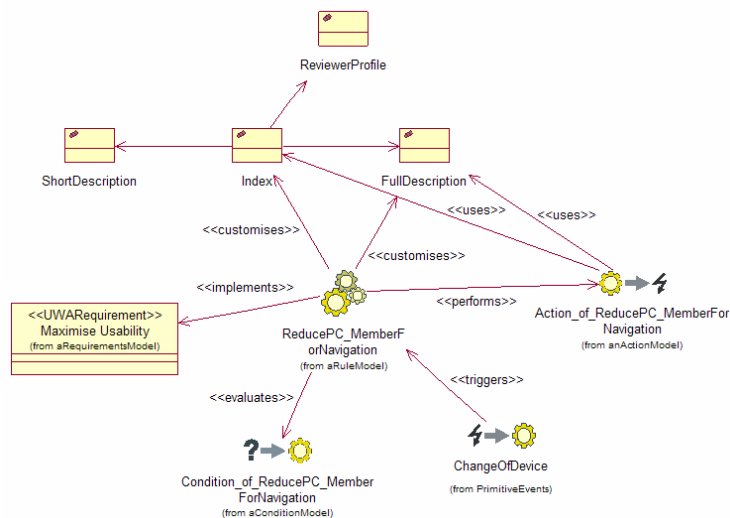 ReviewerProfile
ShortDescription
Index
FullDescription
<<uses>>
<<uses>>
<<customises>>
<<customises>>
<<implements>>
<<performs>>
<<UWARequirement>>
Maximise Usability
(from aRequirementsModel)
ReducePC_MemberF
orNavigation
(from aRuleModel)
Action_of_ReducePC_MemberFor
Navigation
(from anActionModel)
<<evaluates>>
<<triggers>>
Condition_of_ReducePC_Member
ForNavigation
(from aConditionModel)
ChangeOfDevice
(from PrimitiveEvents)